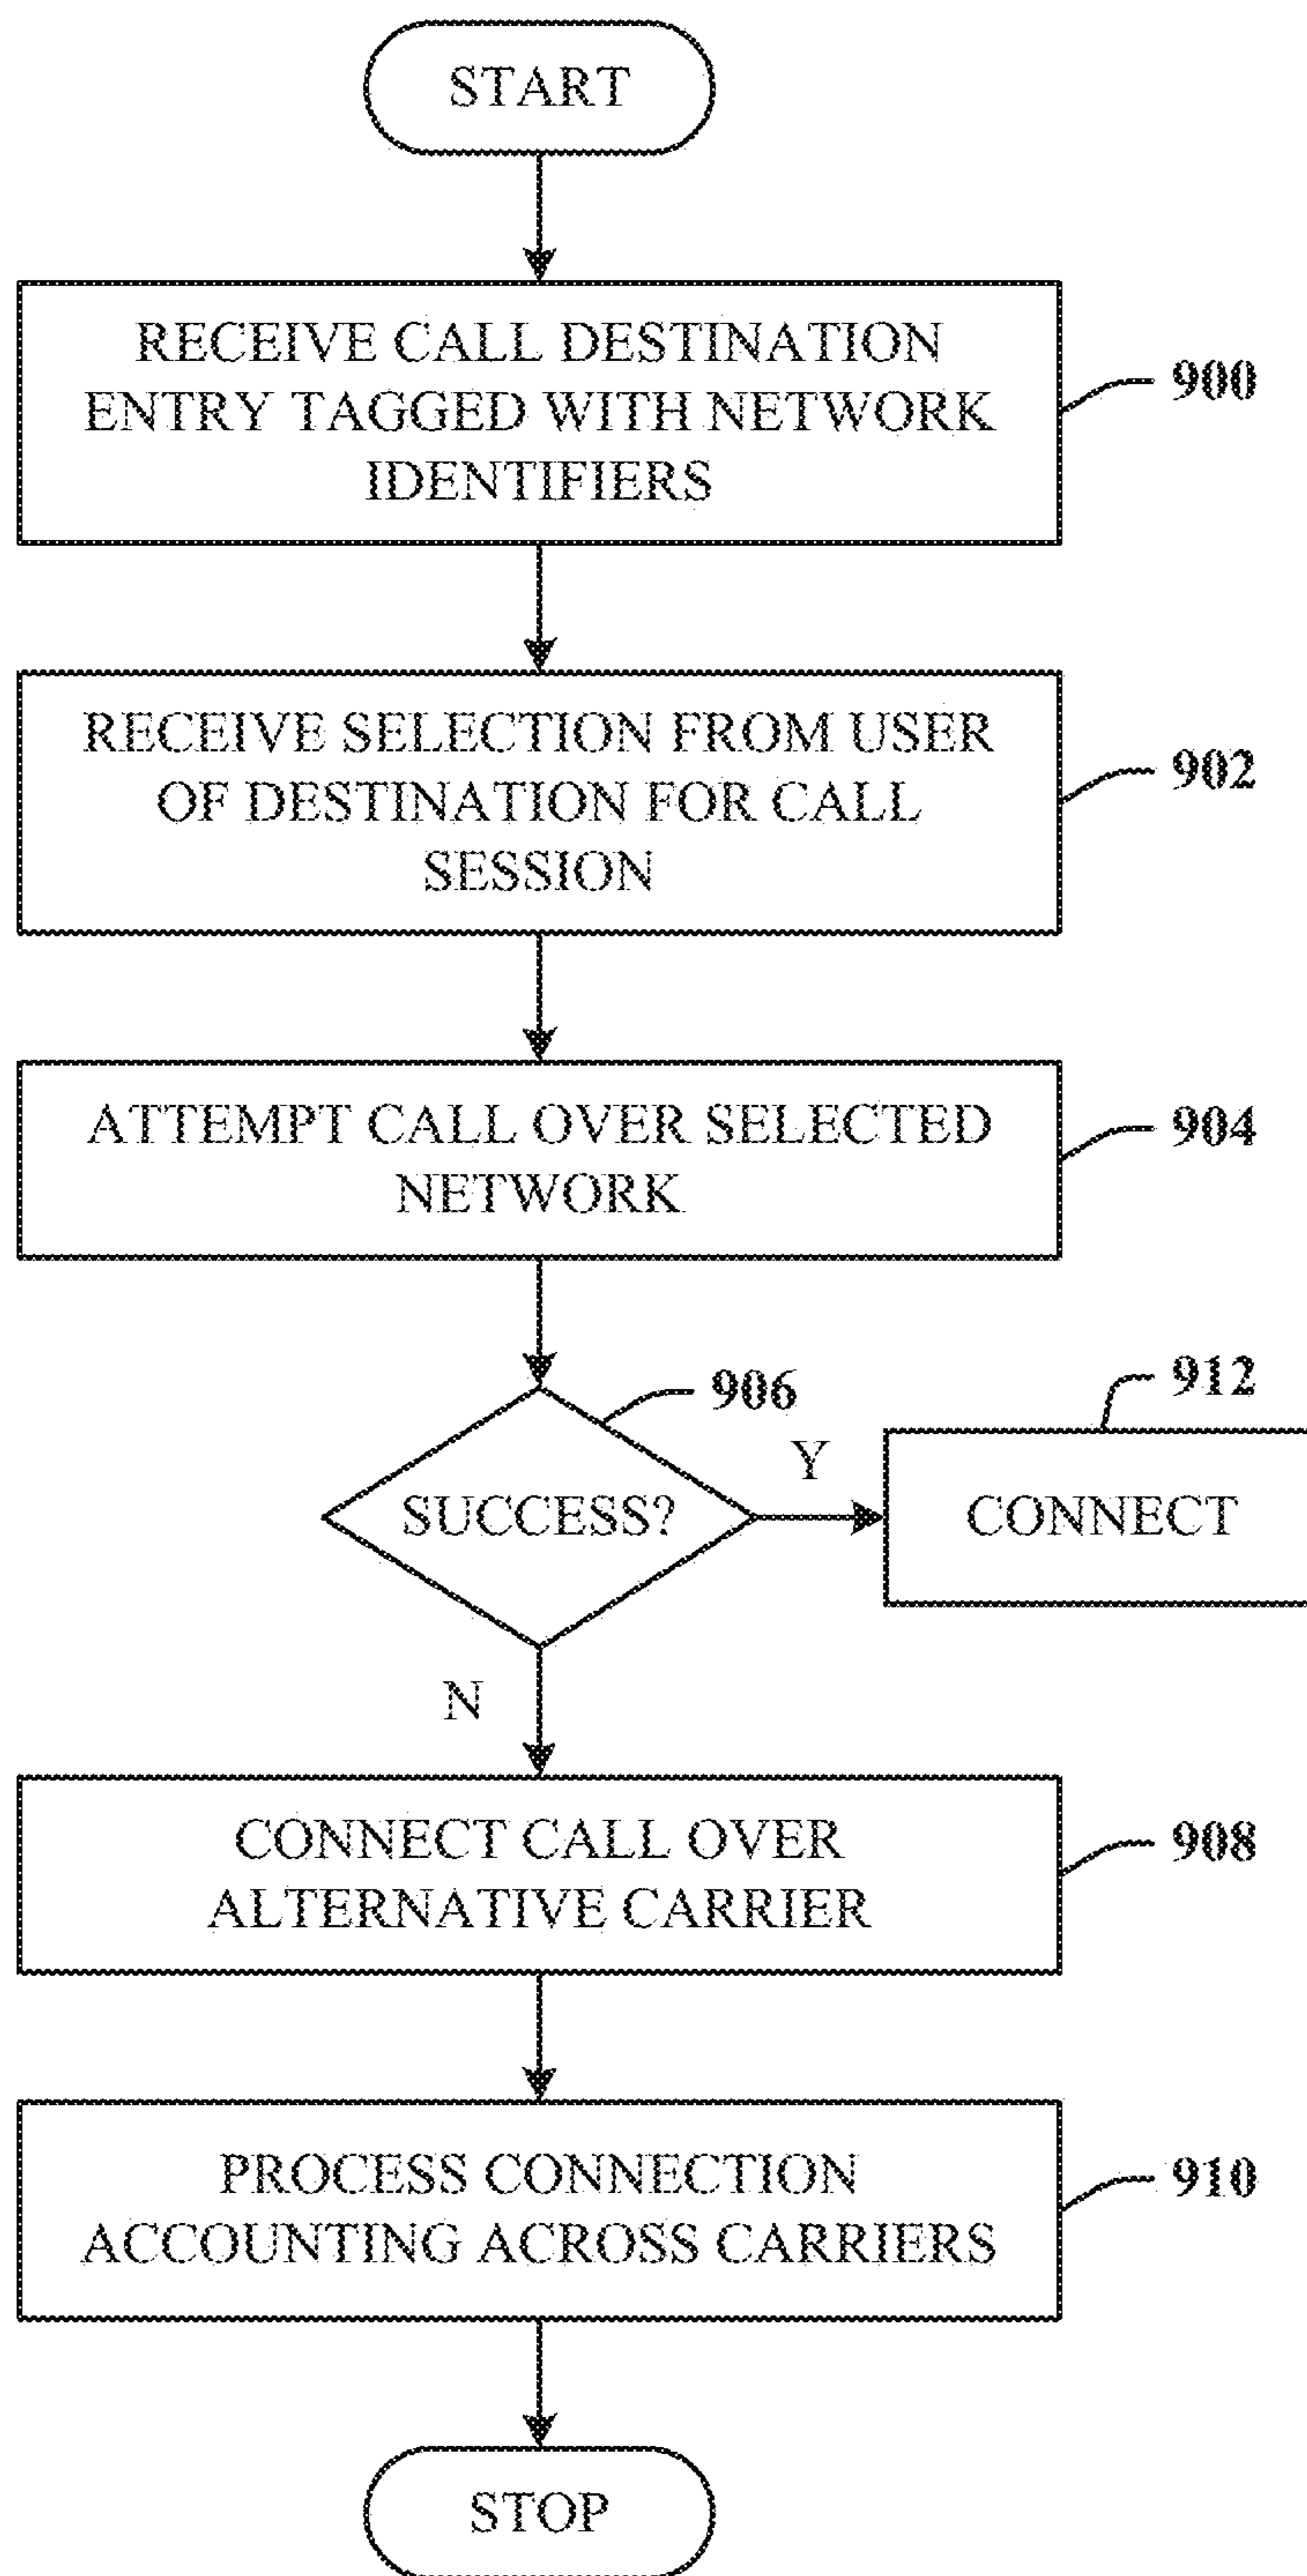 START
RECEIVE CALL DESTINATION
ENTRY TAGGED WITH NETWORK
IDENTIFIERS
900
RECEIVE SELECTION FROM USER
OF DESTINATION FOR CALL
SESSION
902
ATTEMPT CALL OVER SELECTED
NETWORK
904
906
SUCCESS?
Y
912
CONNECT
N
CONNECT CALL OVER
ALTERNATIVE CARRIER
908
PROCESS CONNECTION
ACCOUNTING ACROSS CARRIERS
910
STOP